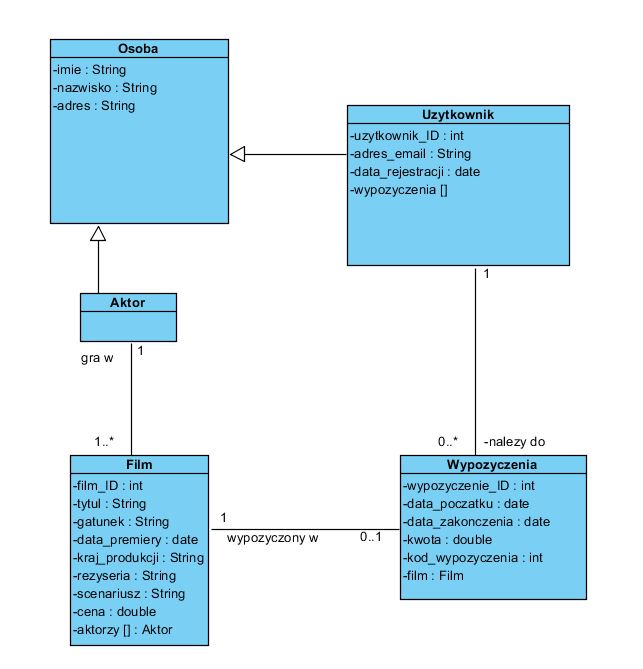 Osoba
-imie : String
-nazwisko : String
-adres : String
Uzytkownik
-uzytkownik_ID : int
-adres_email : String
-data_rejestracji : date
-wypozyczenia []
1
Aktor
gra w
1
1..*
0..*
-nalezy do
Film
-film_ID : int
-tytul : String
-gatunek : String
-data_premiery : date
-kraj_produkcji : String
-rezyseria : String
-scenariusz : String
-cena : double
-aktorzy [] : Aktor
1
wypozyczony w
0..1
Wypozyczenia
-wypozyczenie_ID : int
-data_poczatku : date
-data_zakonczenia : date
-kwota : double
-kod_wypozyczenia : int
-film : Film